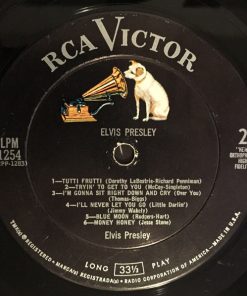 RCA VICTOR
ELVIS PRESLEY
LPM
1254
2
1—TUTTI FRUTTI (Dorothy LaBostrie-Richard Penniman)
2—TRYIN' TO GET TO YOU (McCoy-Singleton)
3—I'M GONNA SIT RIGHT DOWN AND CRY (Over You)
(Thomas-Biggs)
4—I'LL NEVER LET YOU GO (Little Darlin')
(Jimmy Wakely)
5—BLUE MOON (Rodgers-Hart)
6—MONEY HONEY (Jesse Stone)
Elvis Presley
LONG 33⅓ PLAY
MADE IN U.S.A.